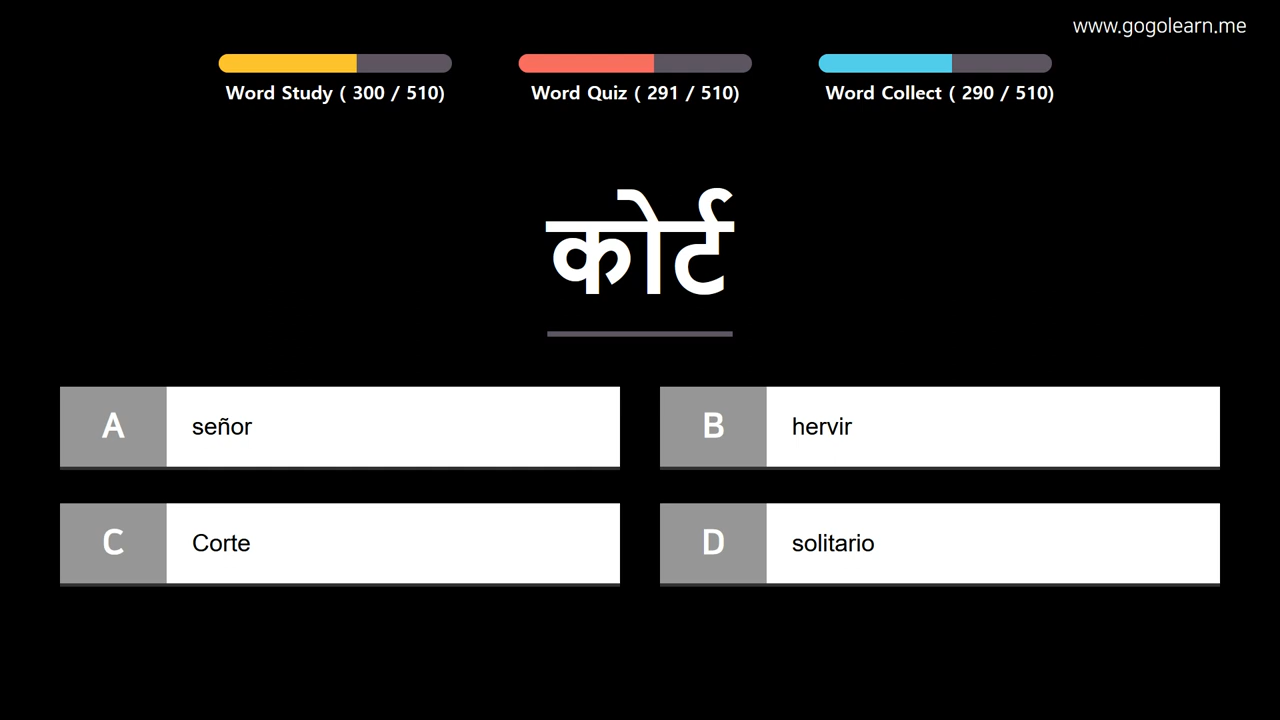 www.gogolearn.me
Word Study ( 300 / 510)
Word Quiz ( 291 / 510)
Word Collect ( 290 / 510)
कोर्ट
A señor
B hervir
C Corte
D solitario